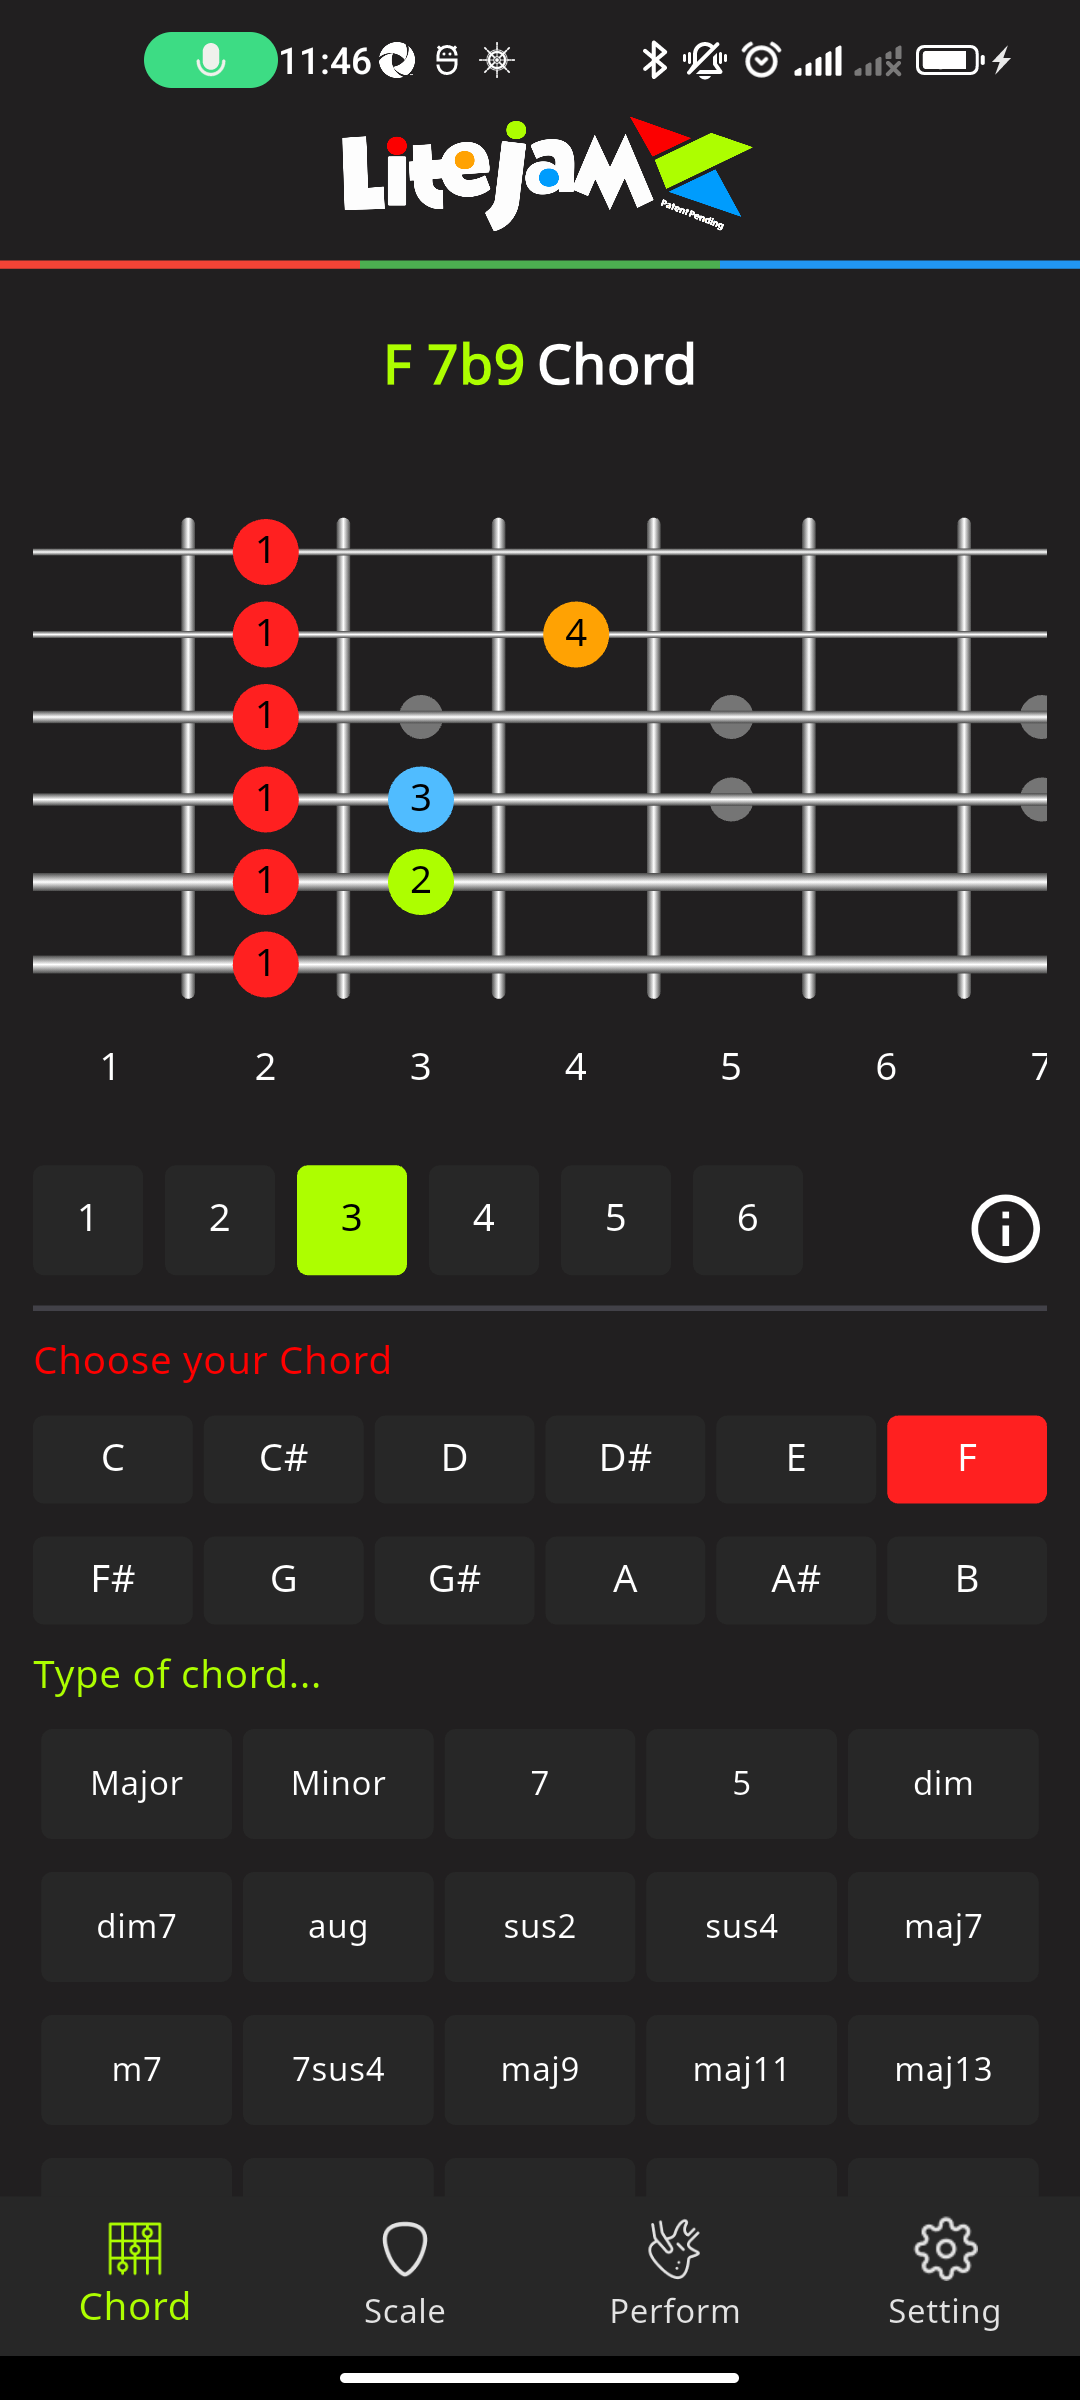 11:46
Litejam
Patent Pending
F 7b9 Chord
1
1 4
1
1 3
1 2
1
1 2 3 4 5 6 7
1 2 3 4 5 6
Choose your Chord
C C# D D# E F
F# G G# A A# B
Type of chord...
Major Minor 7 5 dim
dim7 aug sus2 sus4 maj7
m7 7sus4 maj9 maj11 maj13
Chord Scale Perform Setting